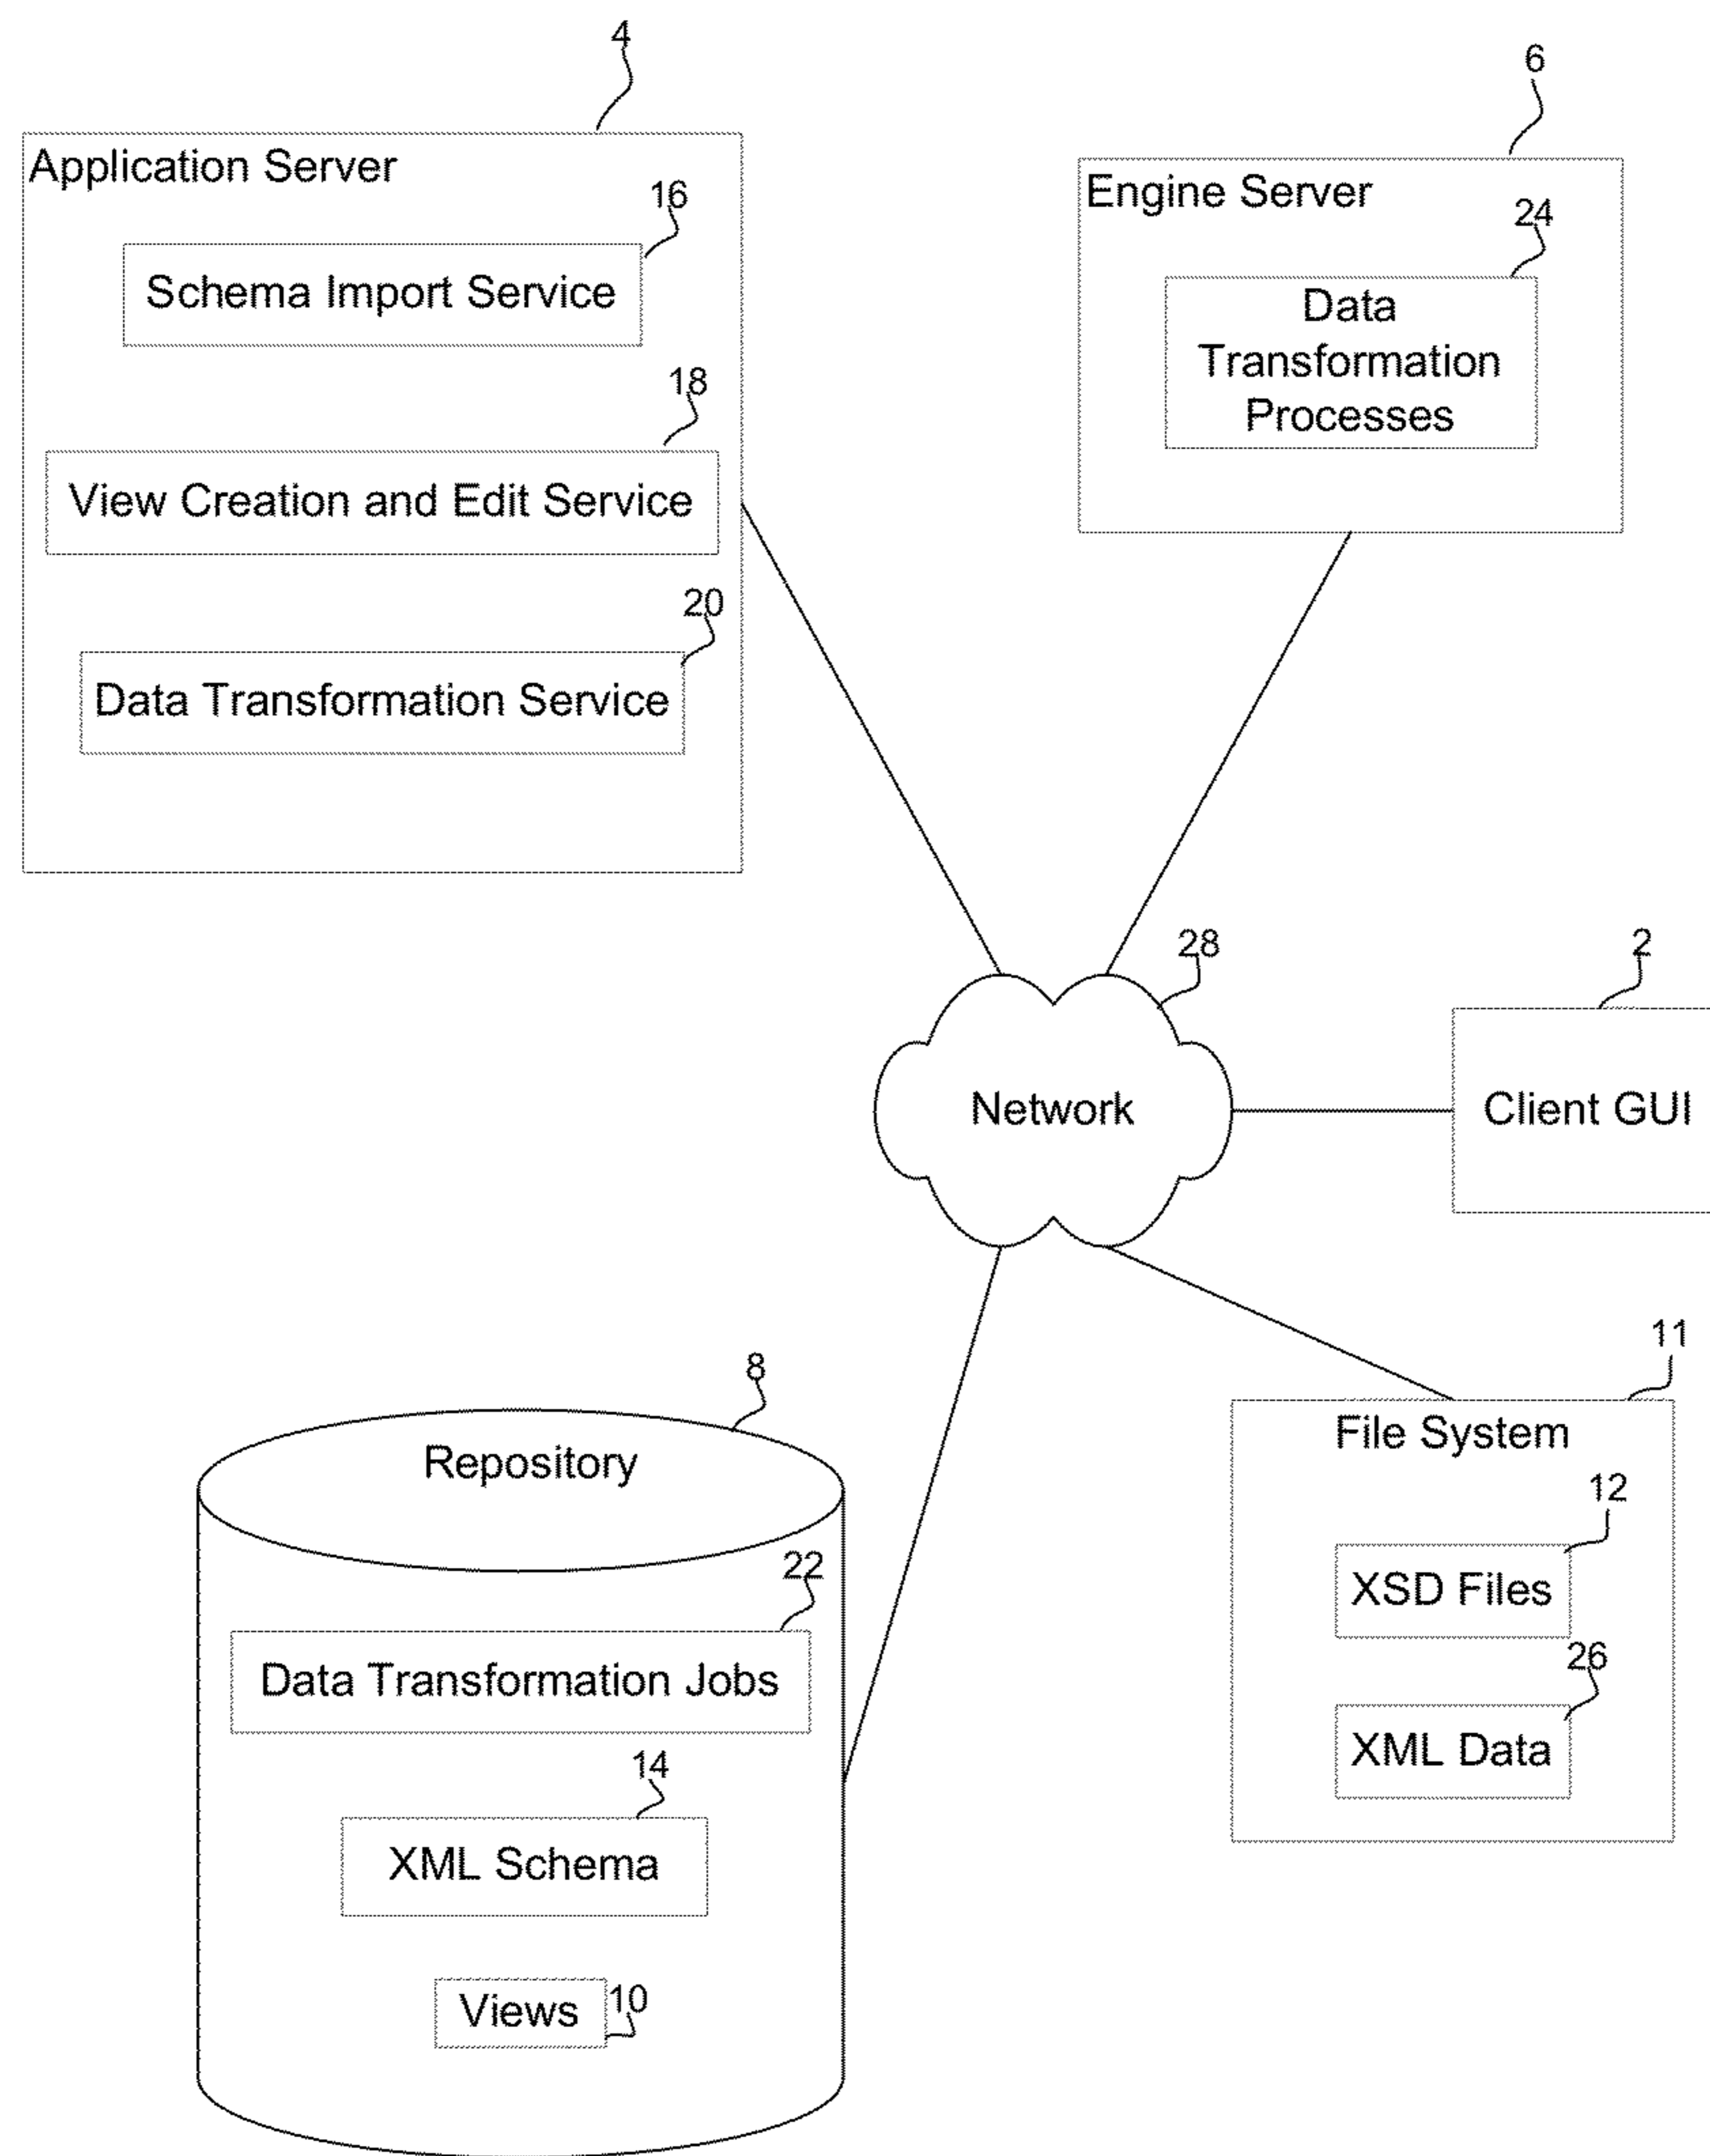 4
Application Server
16
Schema Import Service
18
View Creation and Edit Service
20
Data Transformation Service
6
Engine Server
24
Data
Transformation
Processes
28
Network
2
Client GUI
8
Repository
22
Data Transformation Jobs
14
XML Schema
Views
10
11
File System
12
XSD Files
26
XML Data